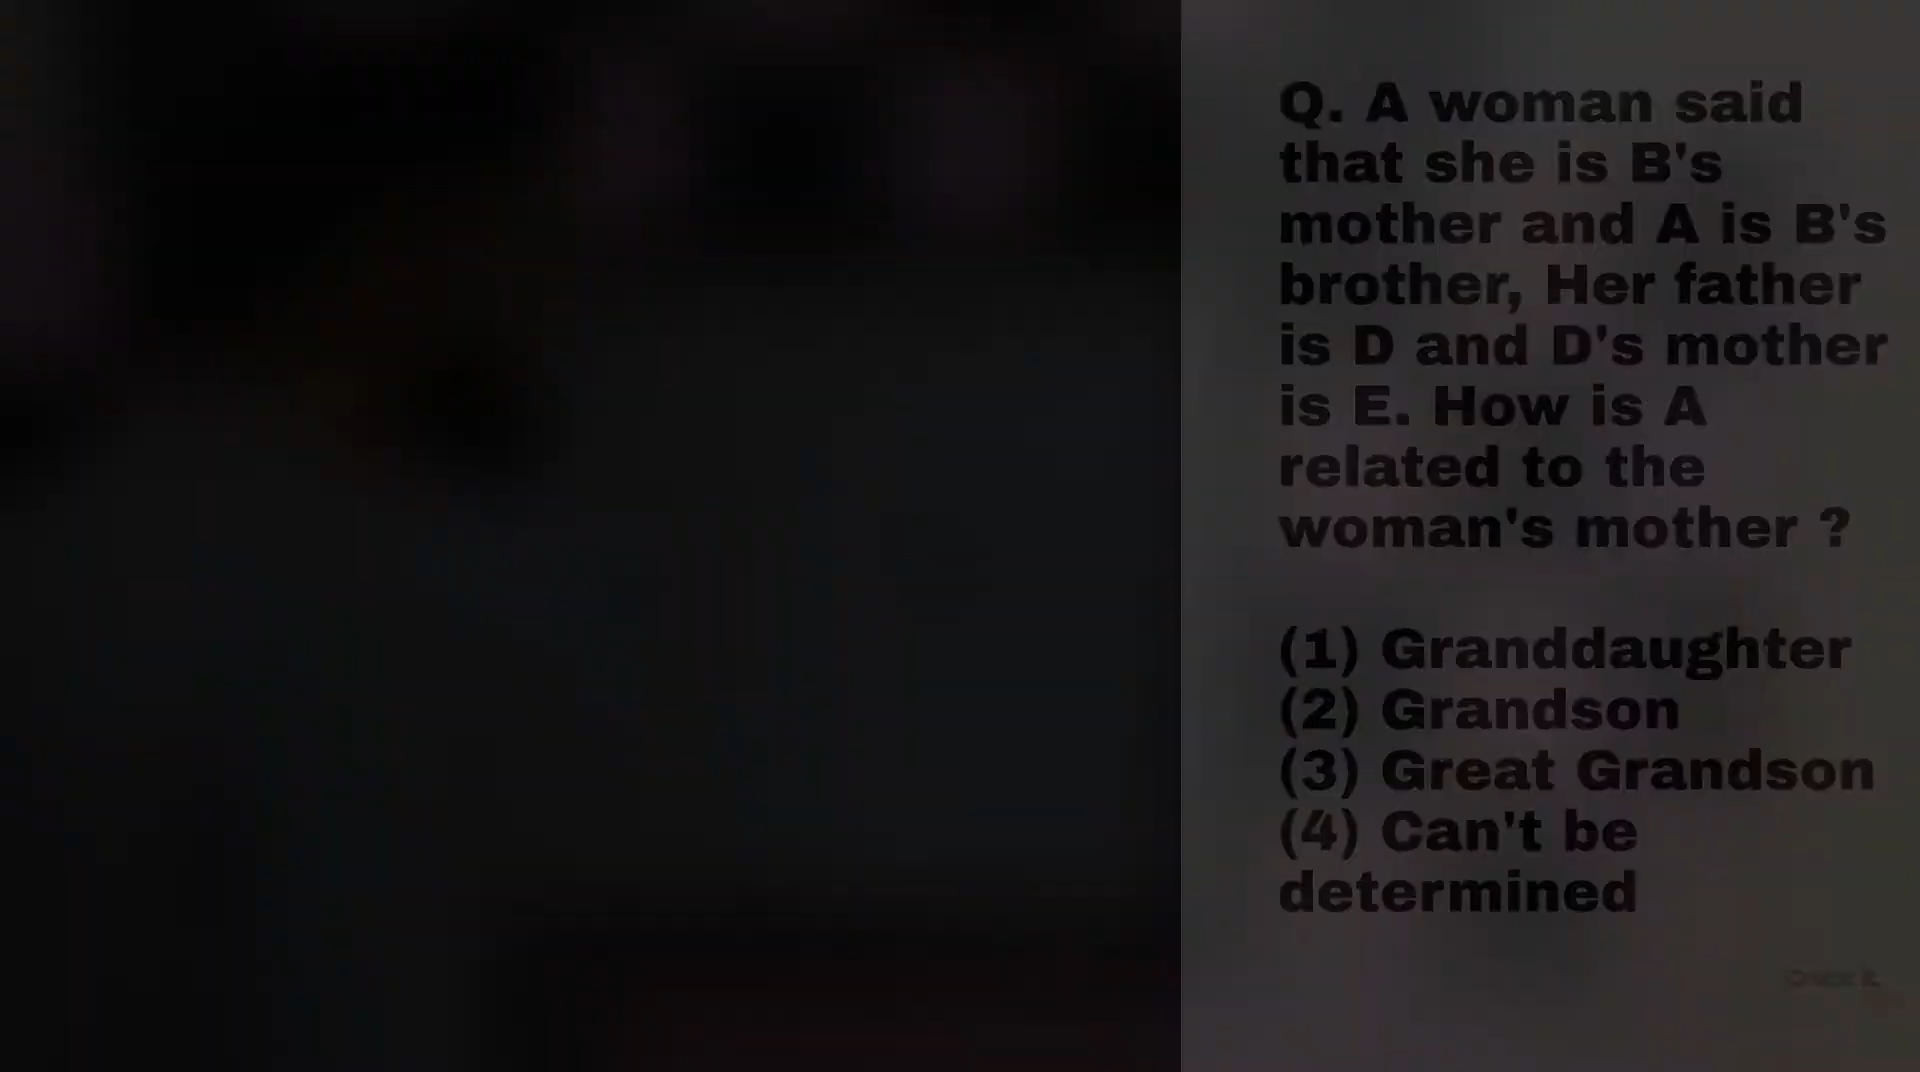 Q. A woman said
that she is B's
mother and A is B's
brother, Her father
is D and D's mother
is E. How is A
related to the
woman's mother ?
(1) Granddaughter
(2) Grandson
(3) Great Grandson
(4) Can't be
determined